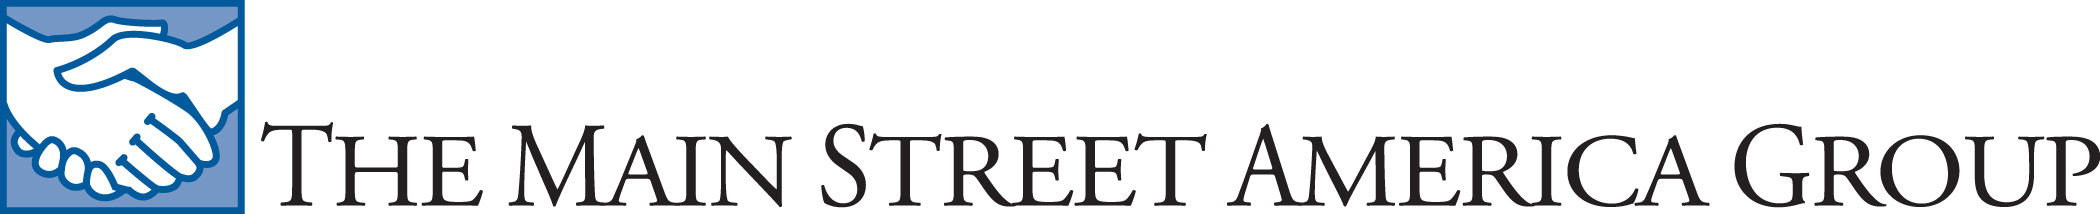 THE MAIN STREET AMERICA GROUP